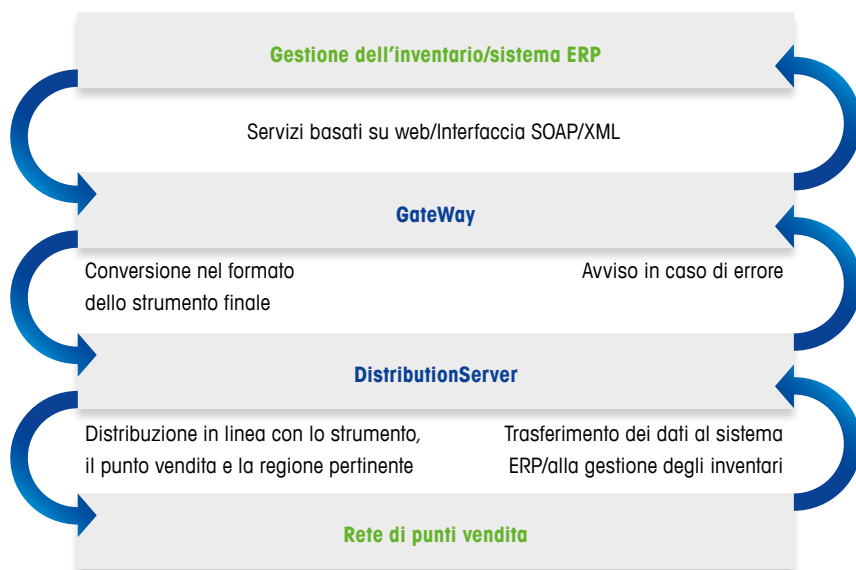 Gestione dell'inventario/sistema ERP
Servizi basati su web/Interfaccia SOAP/XML
GateWay
Conversione nel formato
dello strumento finale
Avviso in caso di errore
DistributionServer
Distribuzione in linea con lo strumento,
il punto vendita e la regione pertinente
Trasferimento dei dati al sistema
ERP/alla gestione degli inventari
Rete di punti vendita